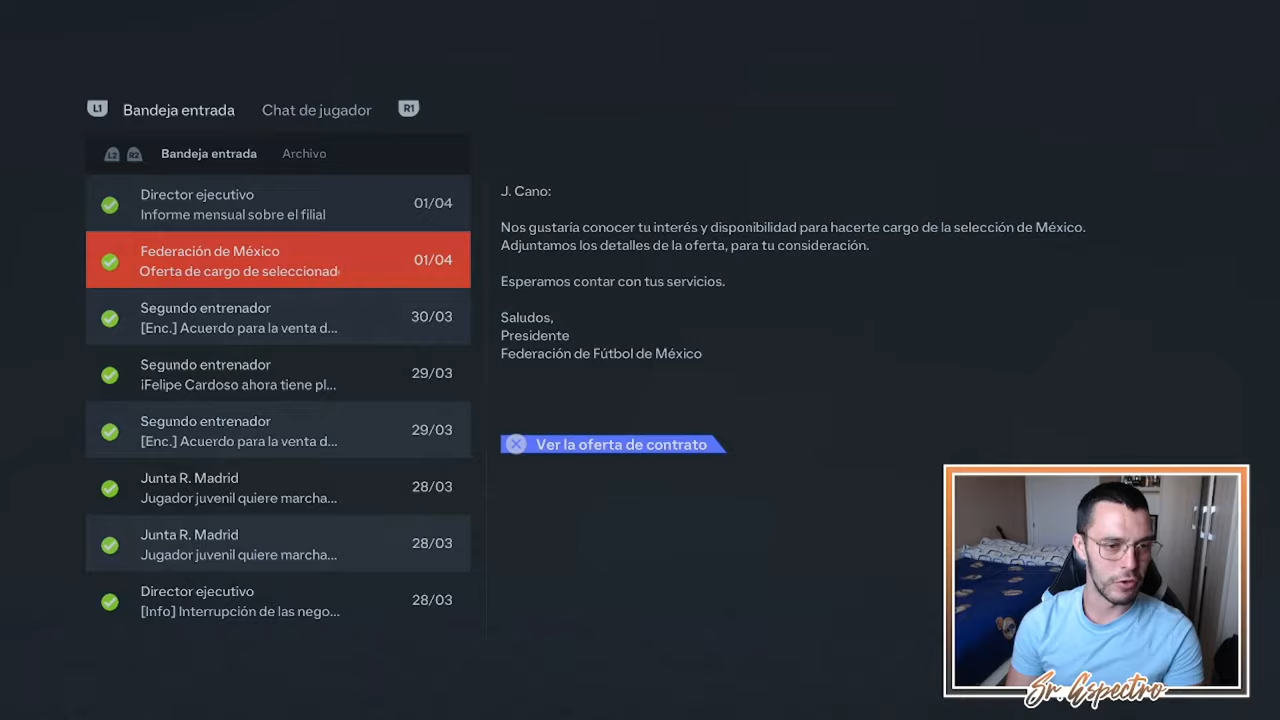 L1 Bandeja entrada Chat de jugador R1
L2 R2 Bandeja entrada Archivo
Director ejecutivo 01/04
Informe mensual sobre el filial
Federación de México 01/04
Oferta de cargo de seleccionad
Segundo entrenador 30/03
[Enc.] Acuerdo para la venta d...
Segundo entrenador 29/03
¡Felipe Cardoso ahora tiene pl...
Segundo entrenador 29/03
[Enc.] Acuerdo para la venta d...
Junta R. Madrid 28/03
Jugador juvenil quiere marcha...
Junta R. Madrid 28/03
Jugador juvenil quiere marcha...
Director ejecutivo 28/03
[Info] Interrupción de las nego...
J. Cano:
Nos gustaría conocer tu interés y disponibilidad para hacerte cargo de la selección de México.
Adjuntamos los detalles de la oferta, para tu consideración.
Esperamos contar con tus servicios.
Saludos,
Presidente
Federación de Fútbol de México
Ver la oferta de contrato
Sr. Espectro